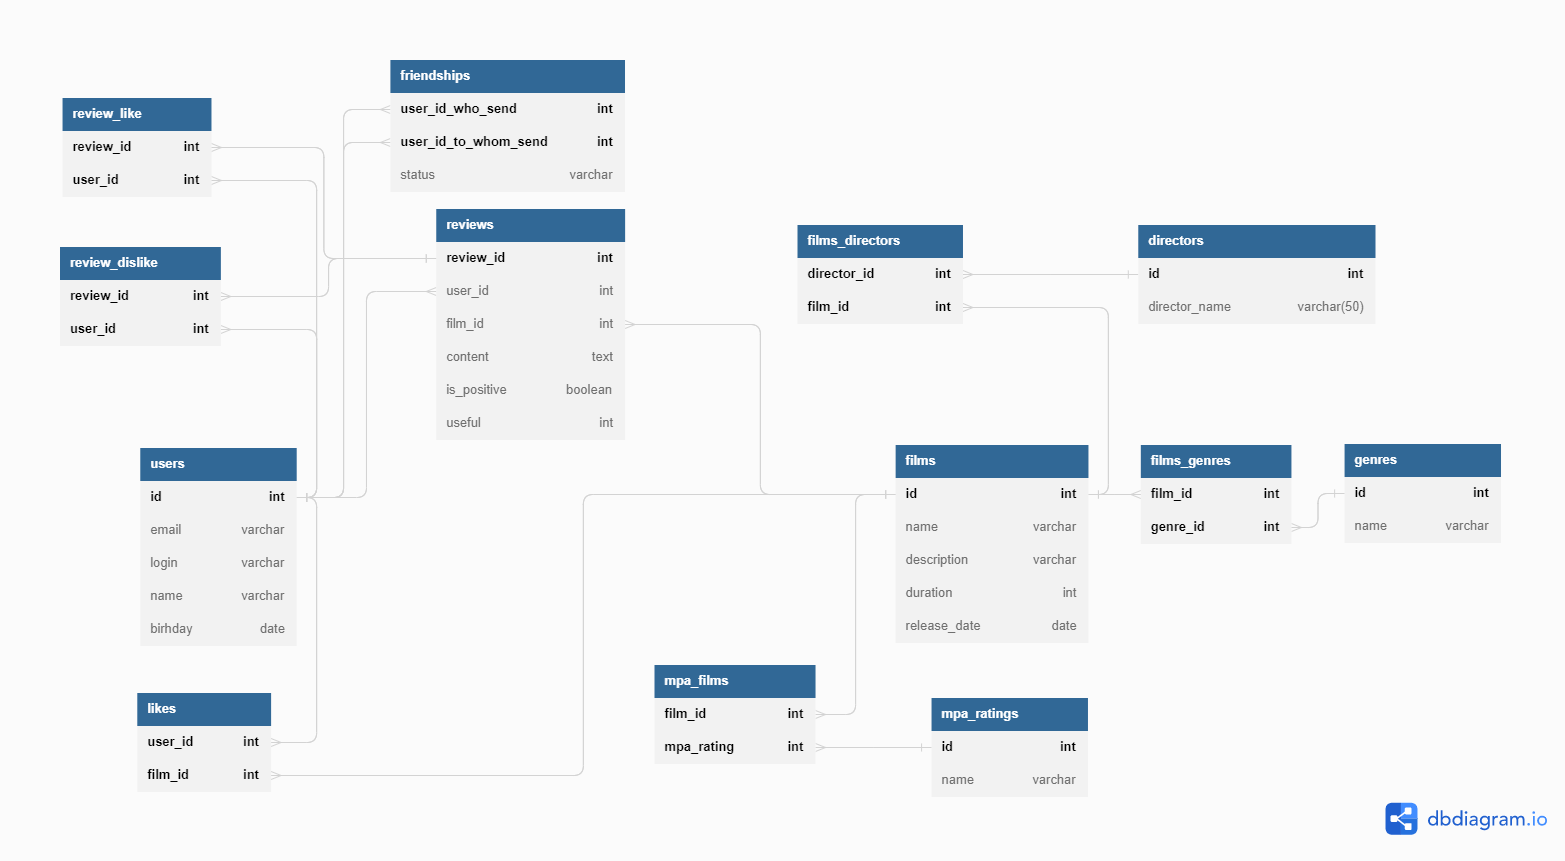 friendships
user_id_who_send int
user_id_to_whom_send int
status varchar
review_like
review_id int
user_id int
reviews
review_id int
user_id int
film_id int
content text
is_positive boolean
useful int
review_dislike
review_id int
user_id int
films_directors
director_id int
film_id int
directors
id int
director_name varchar(50)
users
id int
email varchar
login varchar
name varchar
birhday date
films
id int
name varchar
description varchar
duration int
release_date date
films_genres
film_id int
genre_id int
genres
id int
name varchar
likes
user_id int
film_id int
mpa_films
film_id int
mpa_rating int
mpa_ratings
id int
name varchar
dbdiagram.io